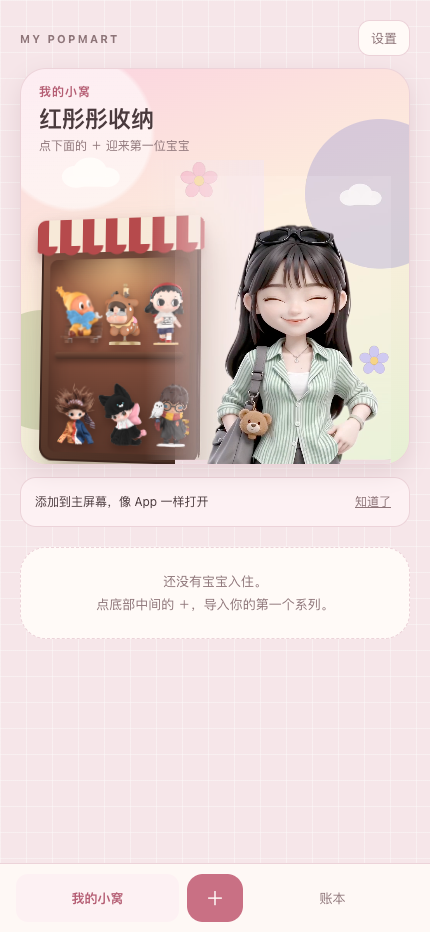 MY POPMART
设置
我的小窝
红彤彤收纳
点下面的 ＋ 迎来第一位宝宝
添加到主屏幕，像 App 一样打开
知道了
还没有宝宝入住。
点底部中间的 ＋，导入你的第一个系列。
我的小窝
＋
账本